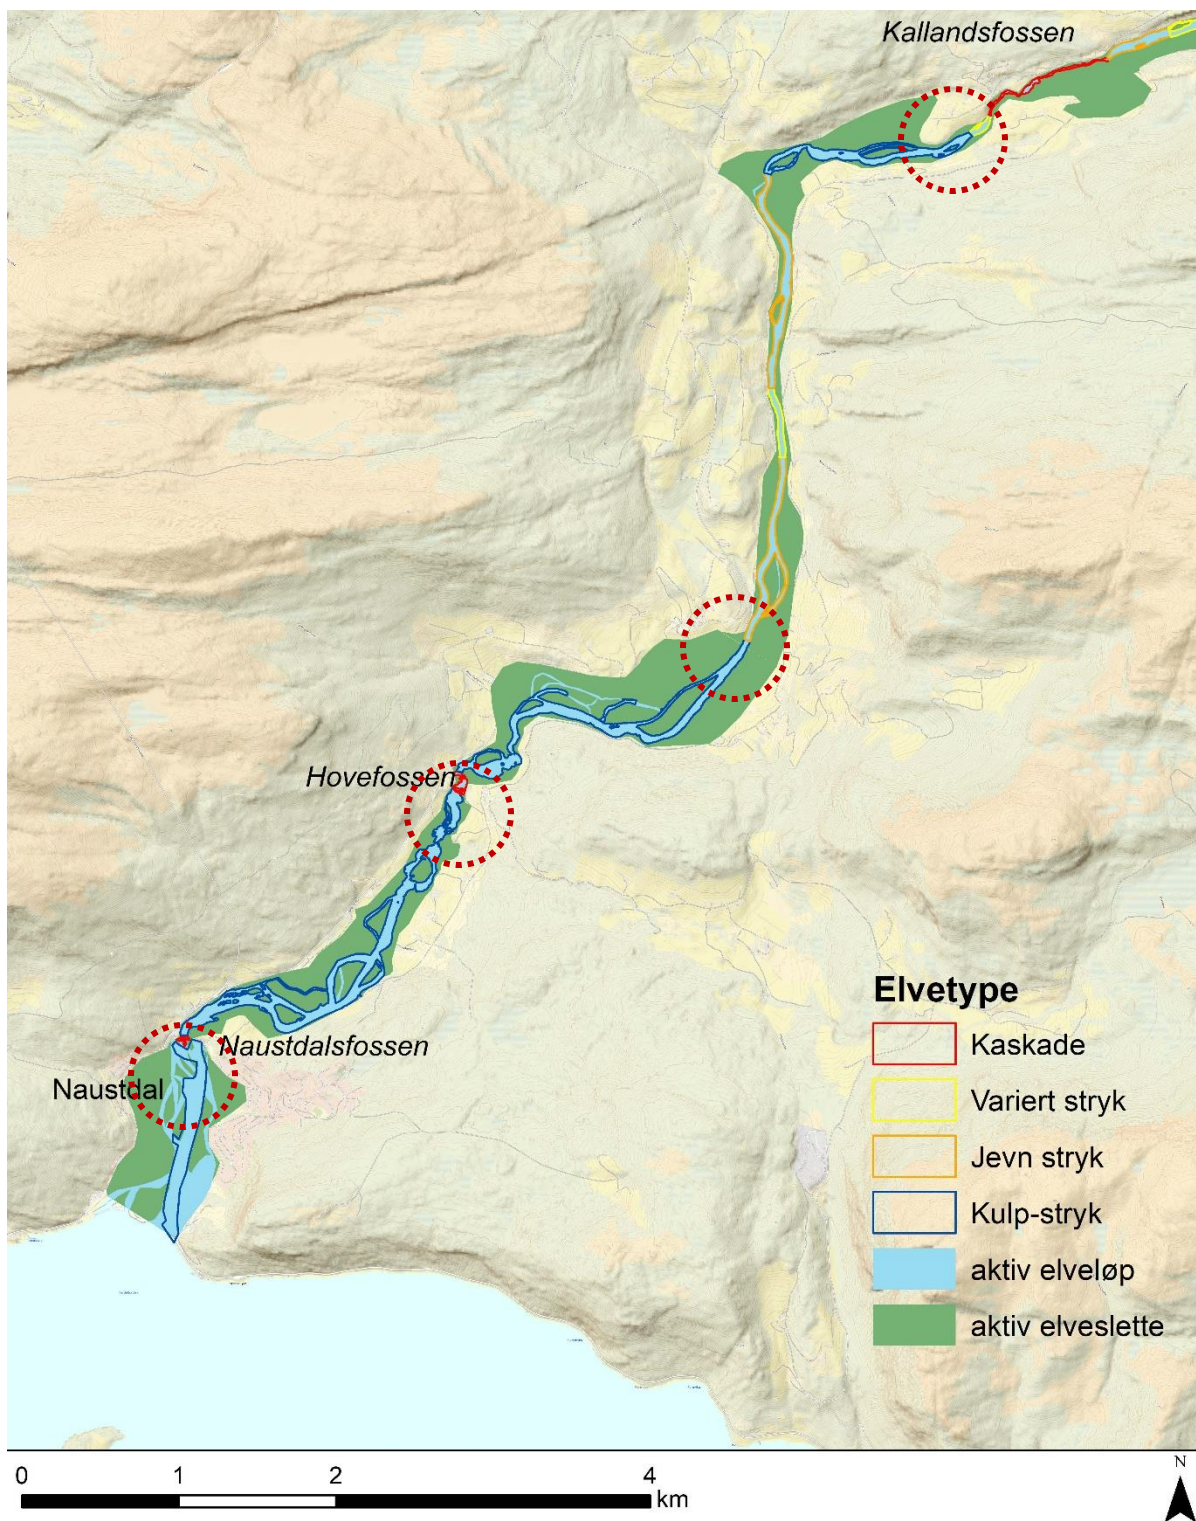 Kallandsfossen
Hovefossen
Naustdalsfossen
Naustdal
Elvetype
Kaskade
Variert stryk
Jevn stryk
Kulp-stryk
aktiv elveløp
aktiv elveslette
0 1 2 4
km
N